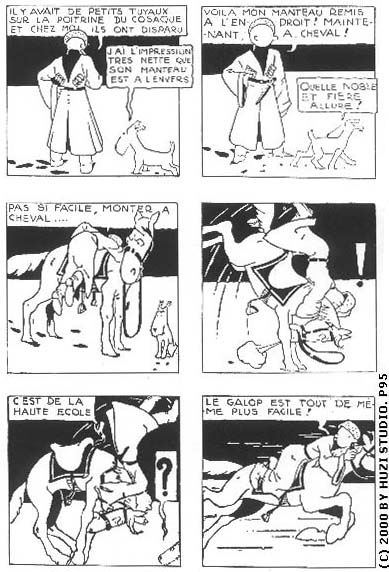 IL Y AVAIT DE PETITS TUYAUX
SUR LA POITRINE DU COSAQUE
ET CHEZ MOI, ILS ONT DISPARU
J'AI L'IMPRESSION
TRES NETTE QUE
SON MANTEAU
EST A L'ENVERS
VOILA MON MANTEAU REMIS
A L'EN-
DROIT! MAINTE-
NANT, A CHEVAL!
QUELLE NOBLE
ET FIERE
ALLURE!
PAS SI FACILE, MONTER A
CHEVAL....
!
C'EST DE LA
HAUTE ECOLE
?
LE GALOP EST TOUT DE MÊ-
ME PLUS FACILE!
(C) 2000 BY HUZI STUDIO. P95